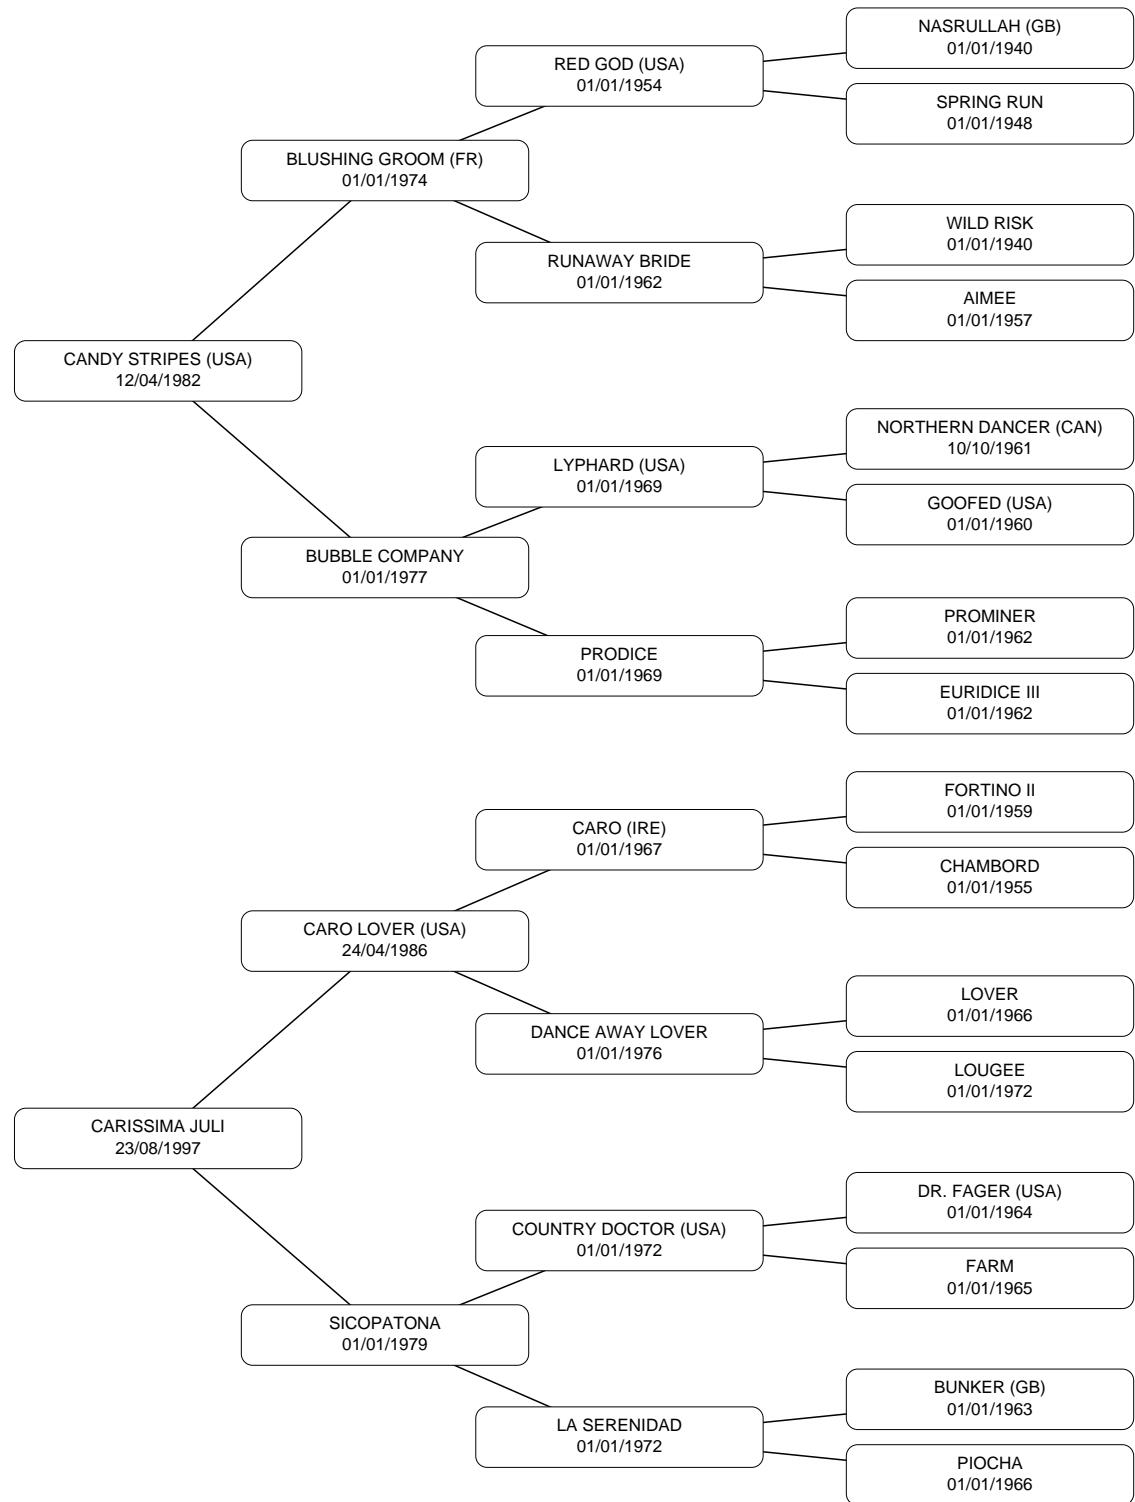 NASRULLAH (GB)
01/01/1940
RED GOD (USA)
01/01/1954
SPRING RUN
01/01/1948
BLUSHING GROOM (FR)
01/01/1974
WILD RISK
01/01/1940
RUNAWAY BRIDE
01/01/1962
AIMEE
01/01/1957
CANDY STRIPES (USA)
12/04/1982
NORTHERN DANCER (CAN)
10/10/1961
LYPHARD (USA)
01/01/1969
GOOFED (USA)
01/01/1960
BUBBLE COMPANY
01/01/1977
PROMINER
01/01/1962
PRODICE
01/01/1969
EURIDICE III
01/01/1962
FORTINO II
01/01/1959
CARO (IRE)
01/01/1967
CHAMBORD
01/01/1955
CARO LOVER (USA)
24/04/1986
LOVER
01/01/1966
DANCE AWAY LOVER
01/01/1976
LOUGEE
01/01/1972
CARISSIMA JULI
23/08/1997
DR. FAGER (USA)
01/01/1964
COUNTRY DOCTOR (USA)
01/01/1972
FARM
01/01/1965
SICOPATONA
01/01/1979
BUNKER (GB)
01/01/1963
LA SERENIDAD
01/01/1972
PIOCHA
01/01/1966